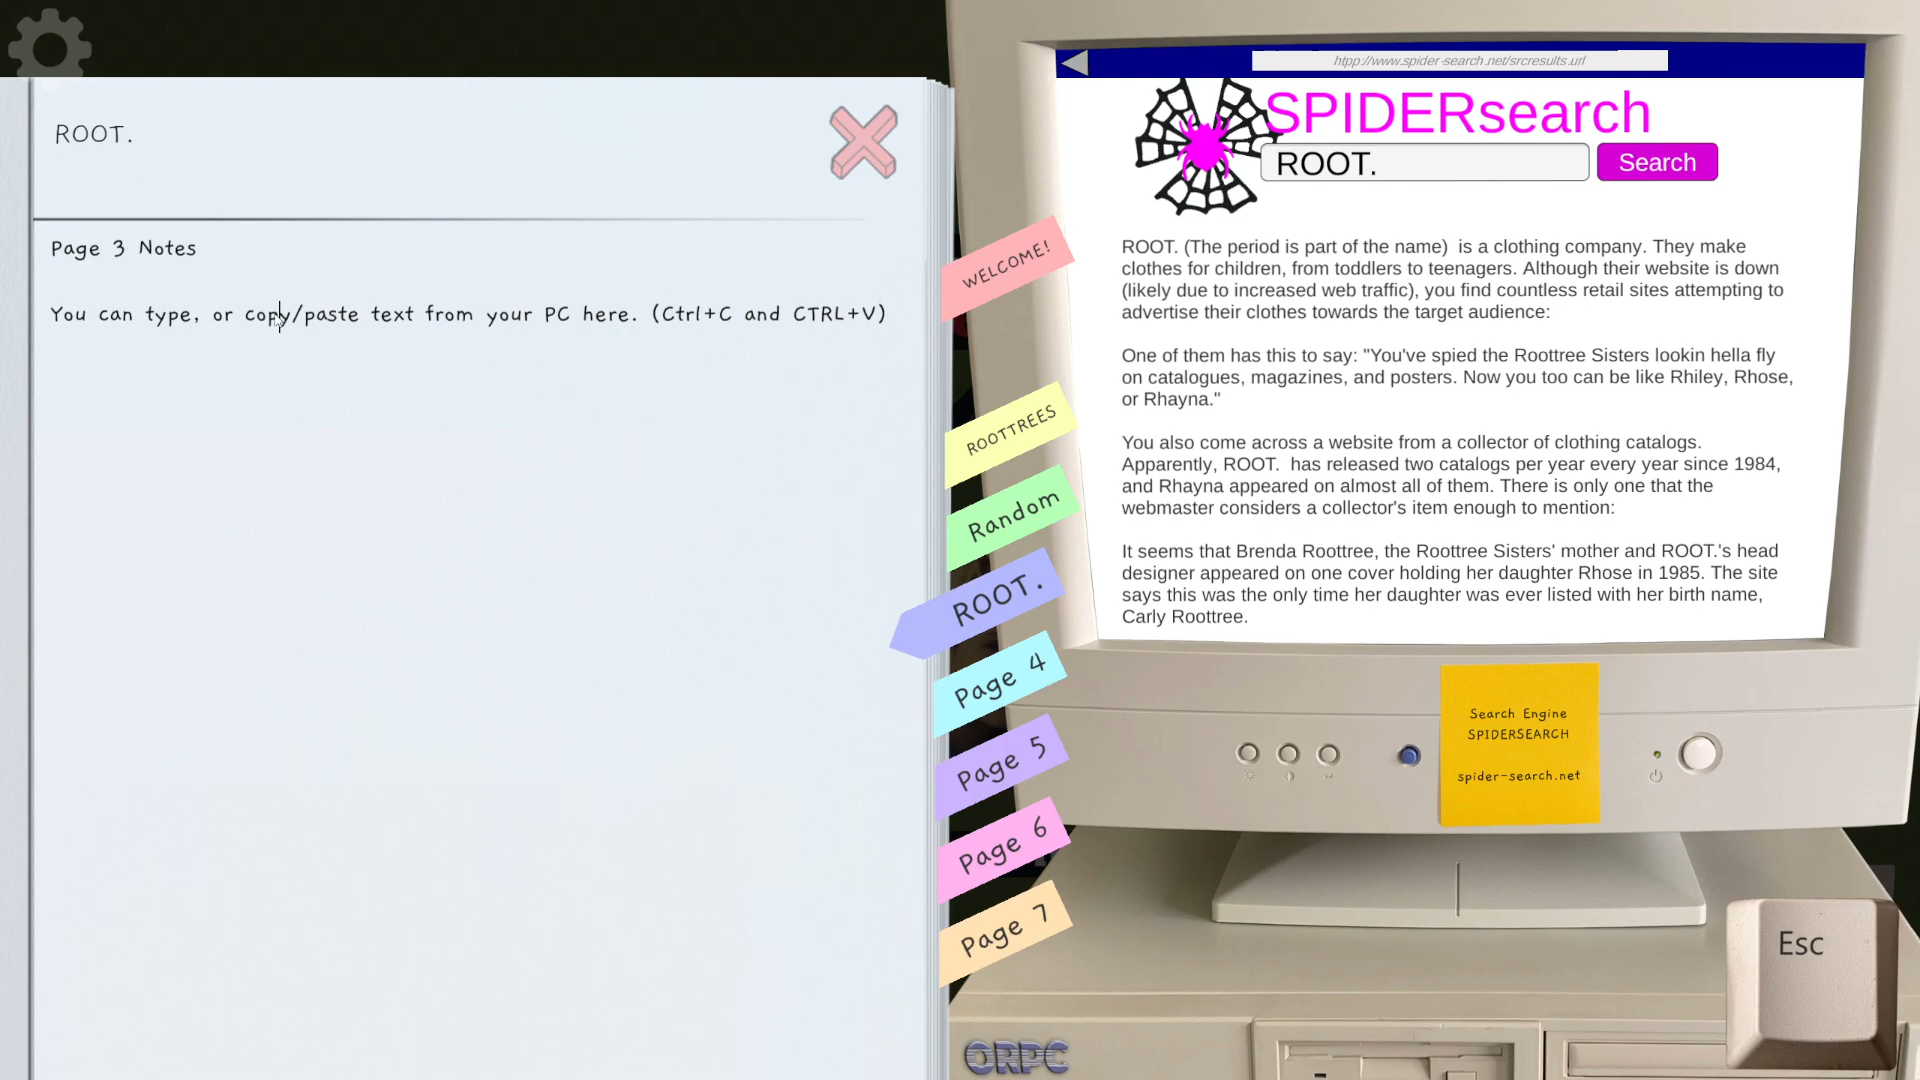 ROOT.
Page 3 Notes
You can type, or copy/paste text from your PC here. (Ctrl+C and CTRL+V)
WELCOME!
ROOTTREES
Random
ROOT.
Page 4
Page 5
Page 6
Page 7
htpp://www.spider-search.net/srcresults.url
SPIDERsearch
ROOT.
Search
ROOT. (The period is part of the name)  is a clothing company. They make
clothes for children, from toddlers to teenagers. Although their website is down
(likely due to increased web traffic), you find countless retail sites attempting to
advertise their clothes towards the target audience:
One of them has this to say: "You've spied the Roottree Sisters lookin hella fly
on catalogues, magazines, and posters. Now you too can be like Rhiley, Rhose,
or Rhayna."
You also come across a website from a collector of clothing catalogs.
Apparently, ROOT.  has released two catalogs per year every year since 1984,
and Rhayna appeared on almost all of them. There is only one that the
webmaster considers a collector's item enough to mention:
It seems that Brenda Roottree, the Roottree Sisters' mother and ROOT.'s head
designer appeared on one cover holding her daughter Rhose in 1985. The site
says this was the only time her daughter was ever listed with her birth name,
Carly Roottree.
Search Engine
SPIDERSEARCH
spider-search.net
Esc
ORPC